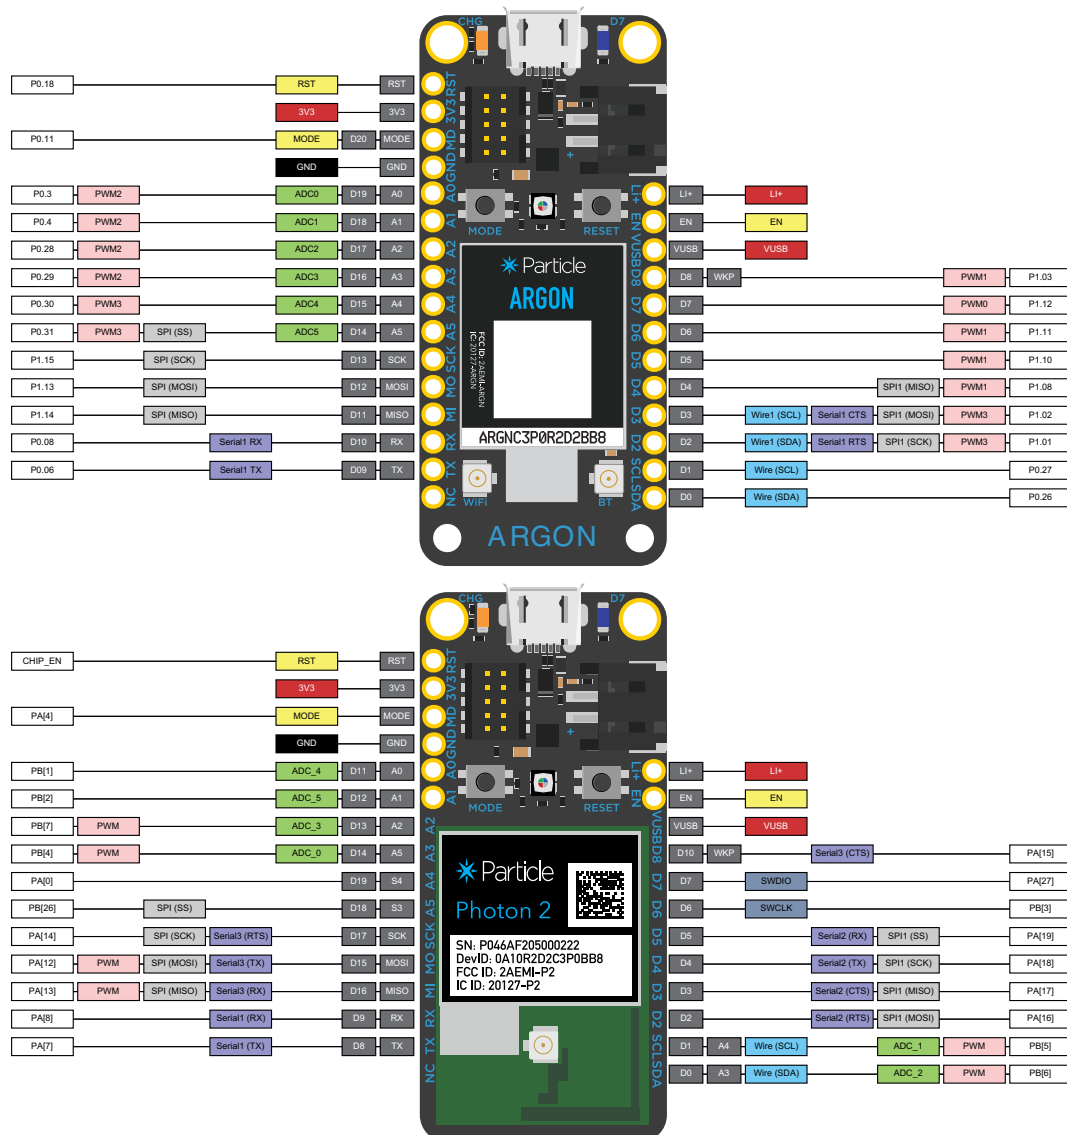 CHG D7
P0.18 RST RST RST
3V3 3V3 3V3
P0.11 MODE D20 MODE MD
GND GND GND
P0.3 PWM2 ADC0 D19 A0 A0 Li+ LI+ LI+
P0.4 PWM2 ADC1 D18 A1 A1 MODE RESET EN EN EN
P0.28 PWM2 ADC2 D17 A2 A2 VUSB VUSB VUSB
P0.29 PWM2 ADC3 D16 A3 A3 Particle D8 D8 WKP PWM1 P1.03
P0.30 PWM3 ADC4 D15 A4 A4 ARGON D7 D7 PWM0 P1.12
P0.31 PWM3 SPI (SS) ADC5 D14 A5 A5 D6 D6 PWM1 P1.11
FCC ID: 2AEMI-ARGN
IC: 20127-ARGN
P1.15 SPI (SCK) D13 SCK SCK D5 D5 PWM1 P1.10
P1.13 SPI (MOSI) D12 MOSI MO D4 D4 SPI1 (MISO) PWM1 P1.08
P1.14 SPI (MISO) D11 MISO MI D3 D3 Wire1 (SCL) Serial1 CTS SPI1 (MOSI) PWM3 P1.02
P0.08 Serial1 RX D10 RX RX ARGNC3P0R2D2BB8 D2 D2 Wire1 (SDA) Serial1 RTS SPI1 (SCK) PWM3 P1.01
P0.06 Serial1 TX D09 TX TX SCL D1 Wire (SCL) P0.27
NC WiFi BT SDA D0 Wire (SDA) P0.26
ARGON
CHG D7
CHIP_EN RST RST RST
3V3 3V3 3V3
PA[4] MODE MODE MD
GND GND GND
PB[1] ADC_4 D11 A0 A0 Li+ LI+ LI+
PB[2] ADC_5 D12 A1 A1 MODE RESET EN EN EN
PB[7] PWM ADC_3 D13 A2 A2 VUSB VUSB VUSB
PB[4] PWM ADC_0 D14 A5 A3 Particle D8 D10 WKP Serial3 (CTS) PA[15]
PA[0] D19 S4 A4 D7 D7 SWDIO PA[27]
PB[26] SPI (SS) D18 S3 A5 Photon 2 D6 D6 SWCLK PB[3]
PA[14] SPI (SCK) Serial3 (RTS) D17 SCK SCK D5 D5 Serial2 (RX) SPI1 (SS) PA[19]
SN: P046AF205000222
DevID: 0A10R2D2C3P0BB8
FCC ID: 2AEMI-P2
IC ID: 20127-P2
PA[12] PWM SPI (MOSI) Serial3 (TX) D15 MOSI MO D4 D4 Serial2 (TX) SPI1 (SCK) PA[18]
PA[13] PWM SPI (MISO) Serial3 (RX) D16 MISO MI D3 D3 Serial2 (CTS) SPI1 (MISO) PA[17]
PA[8] Serial1 (RX) D9 RX RX D2 D2 Serial2 (RTS) SPI1 (MOSI) PA[16]
PA[7] Serial1 (TX) D8 TX TX SCL D1 A4 Wire (SCL) ADC_1 PWM PB[5]
NC SDA D0 A3 Wire (SDA) ADC_2 PWM PB[6]